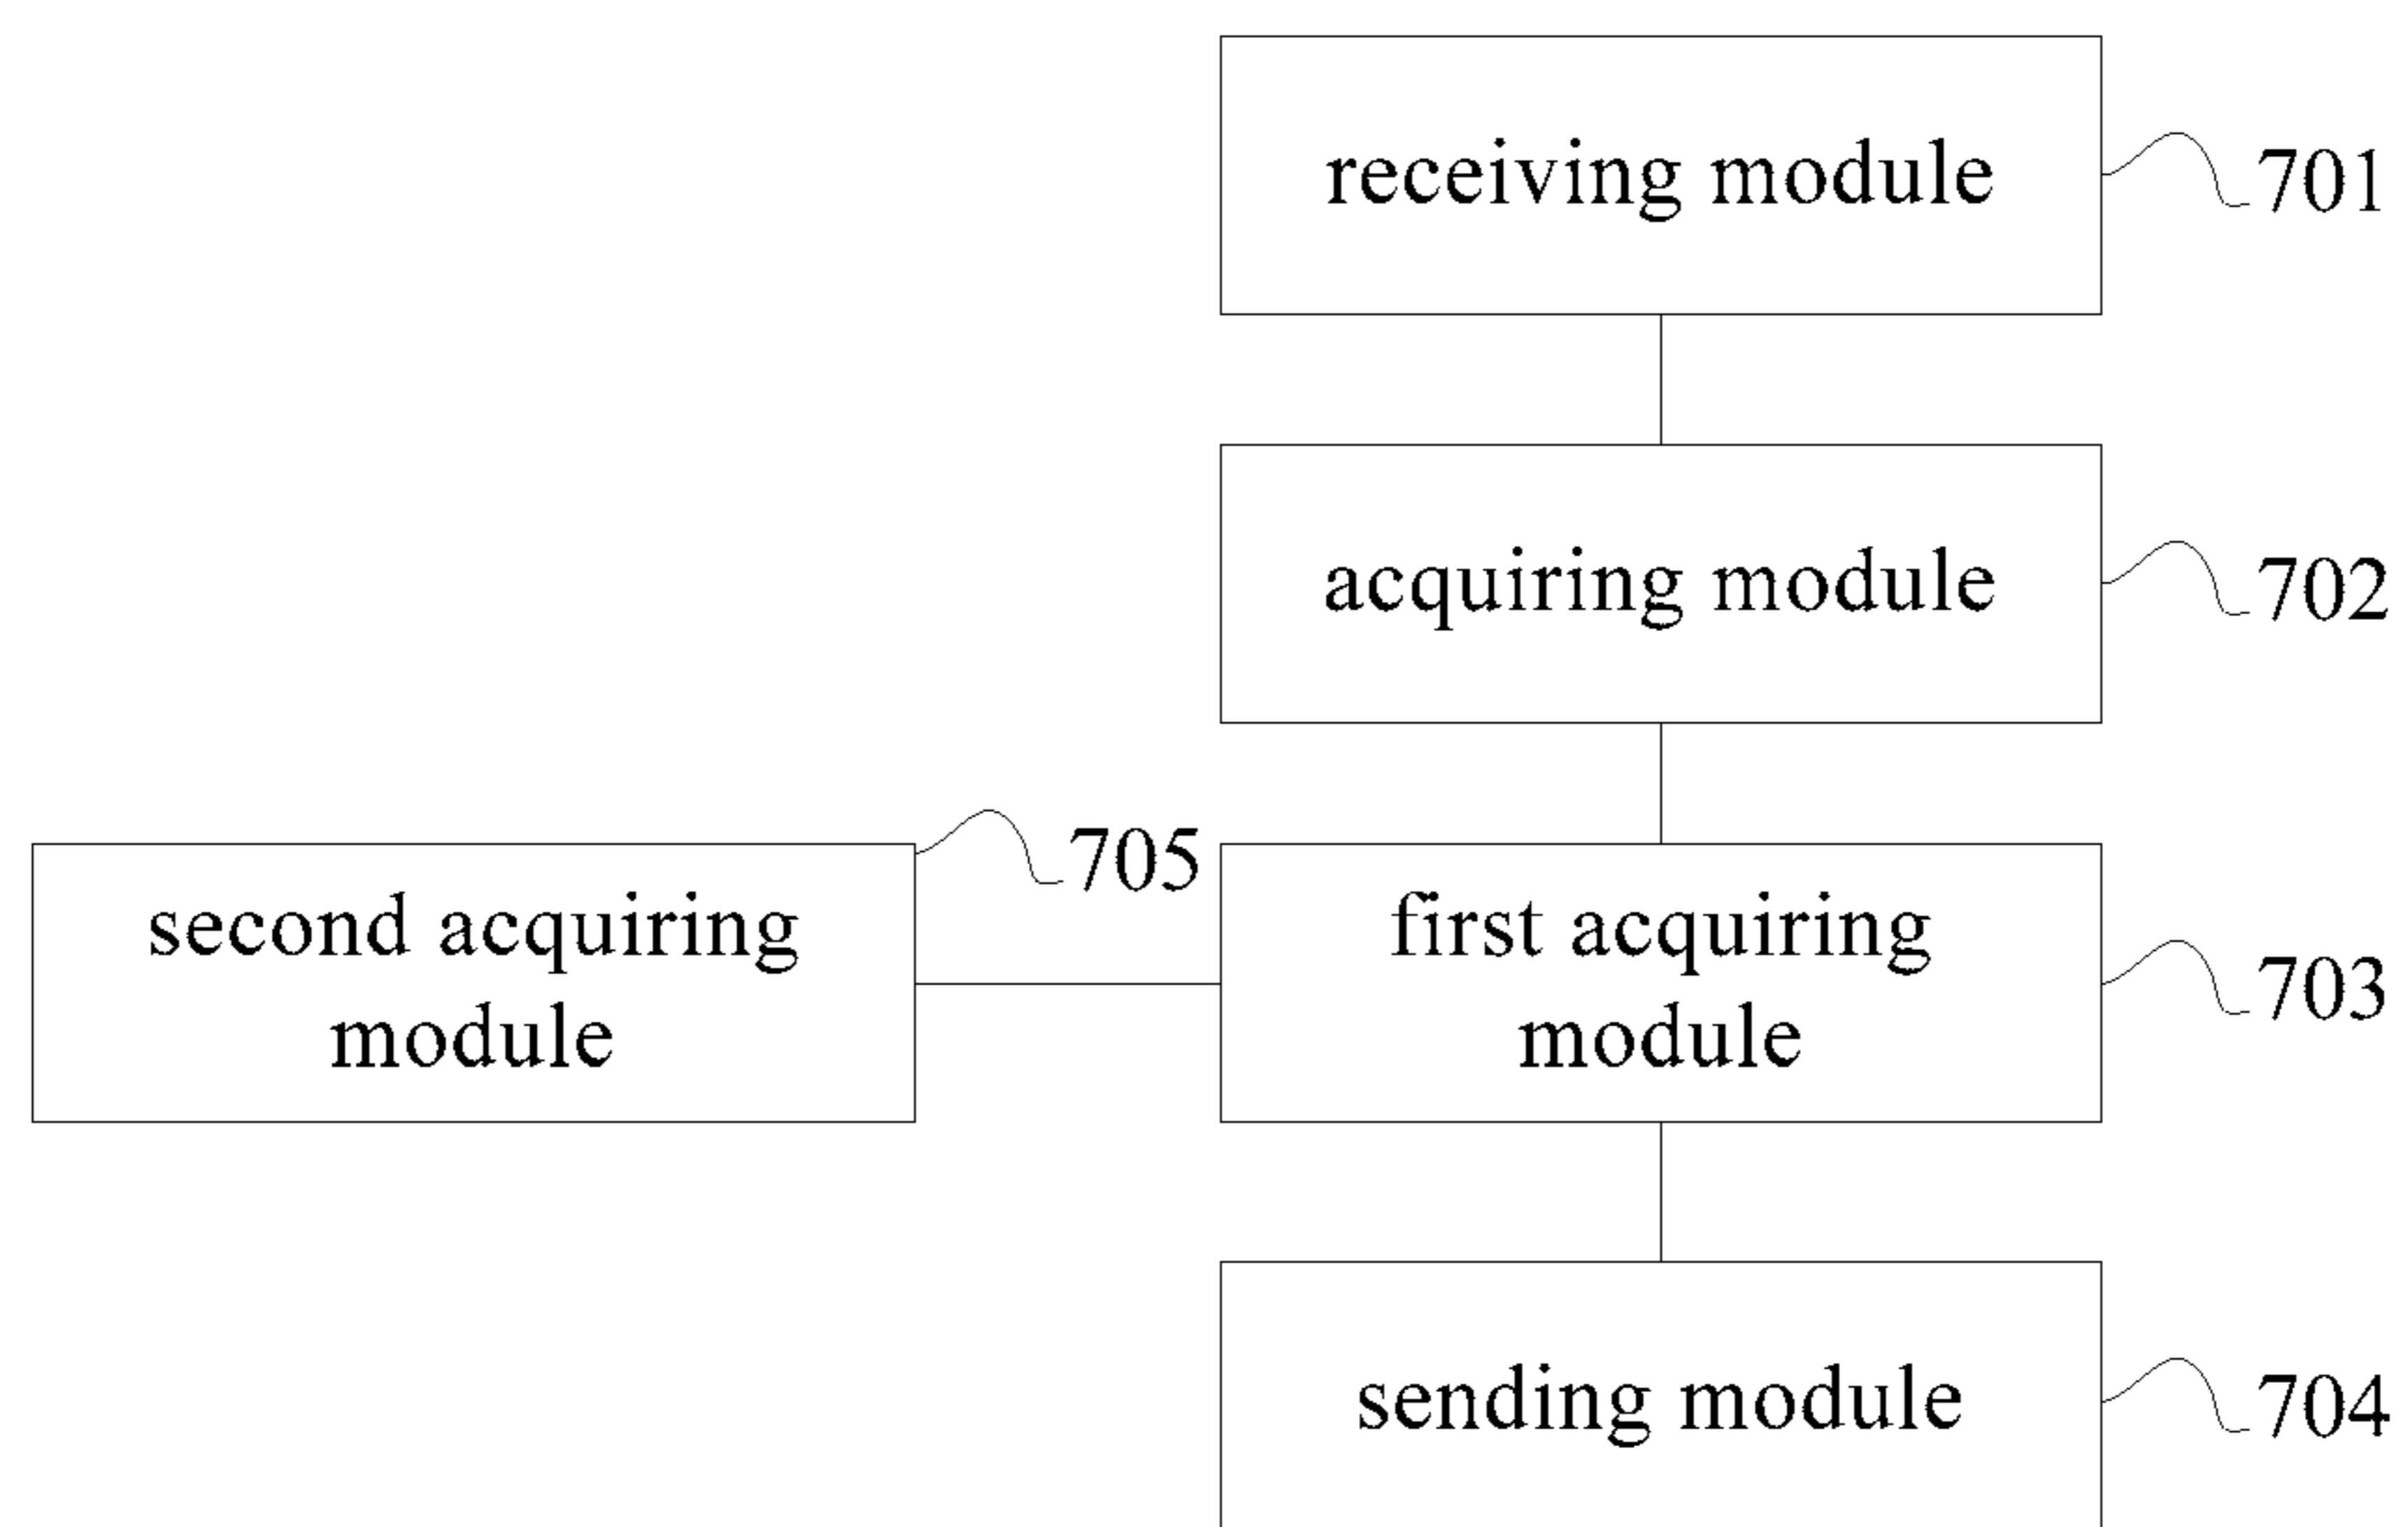 receiving module
701
acquiring module
702
705
second acquiring
module
first acquiring
module
703
sending module
704